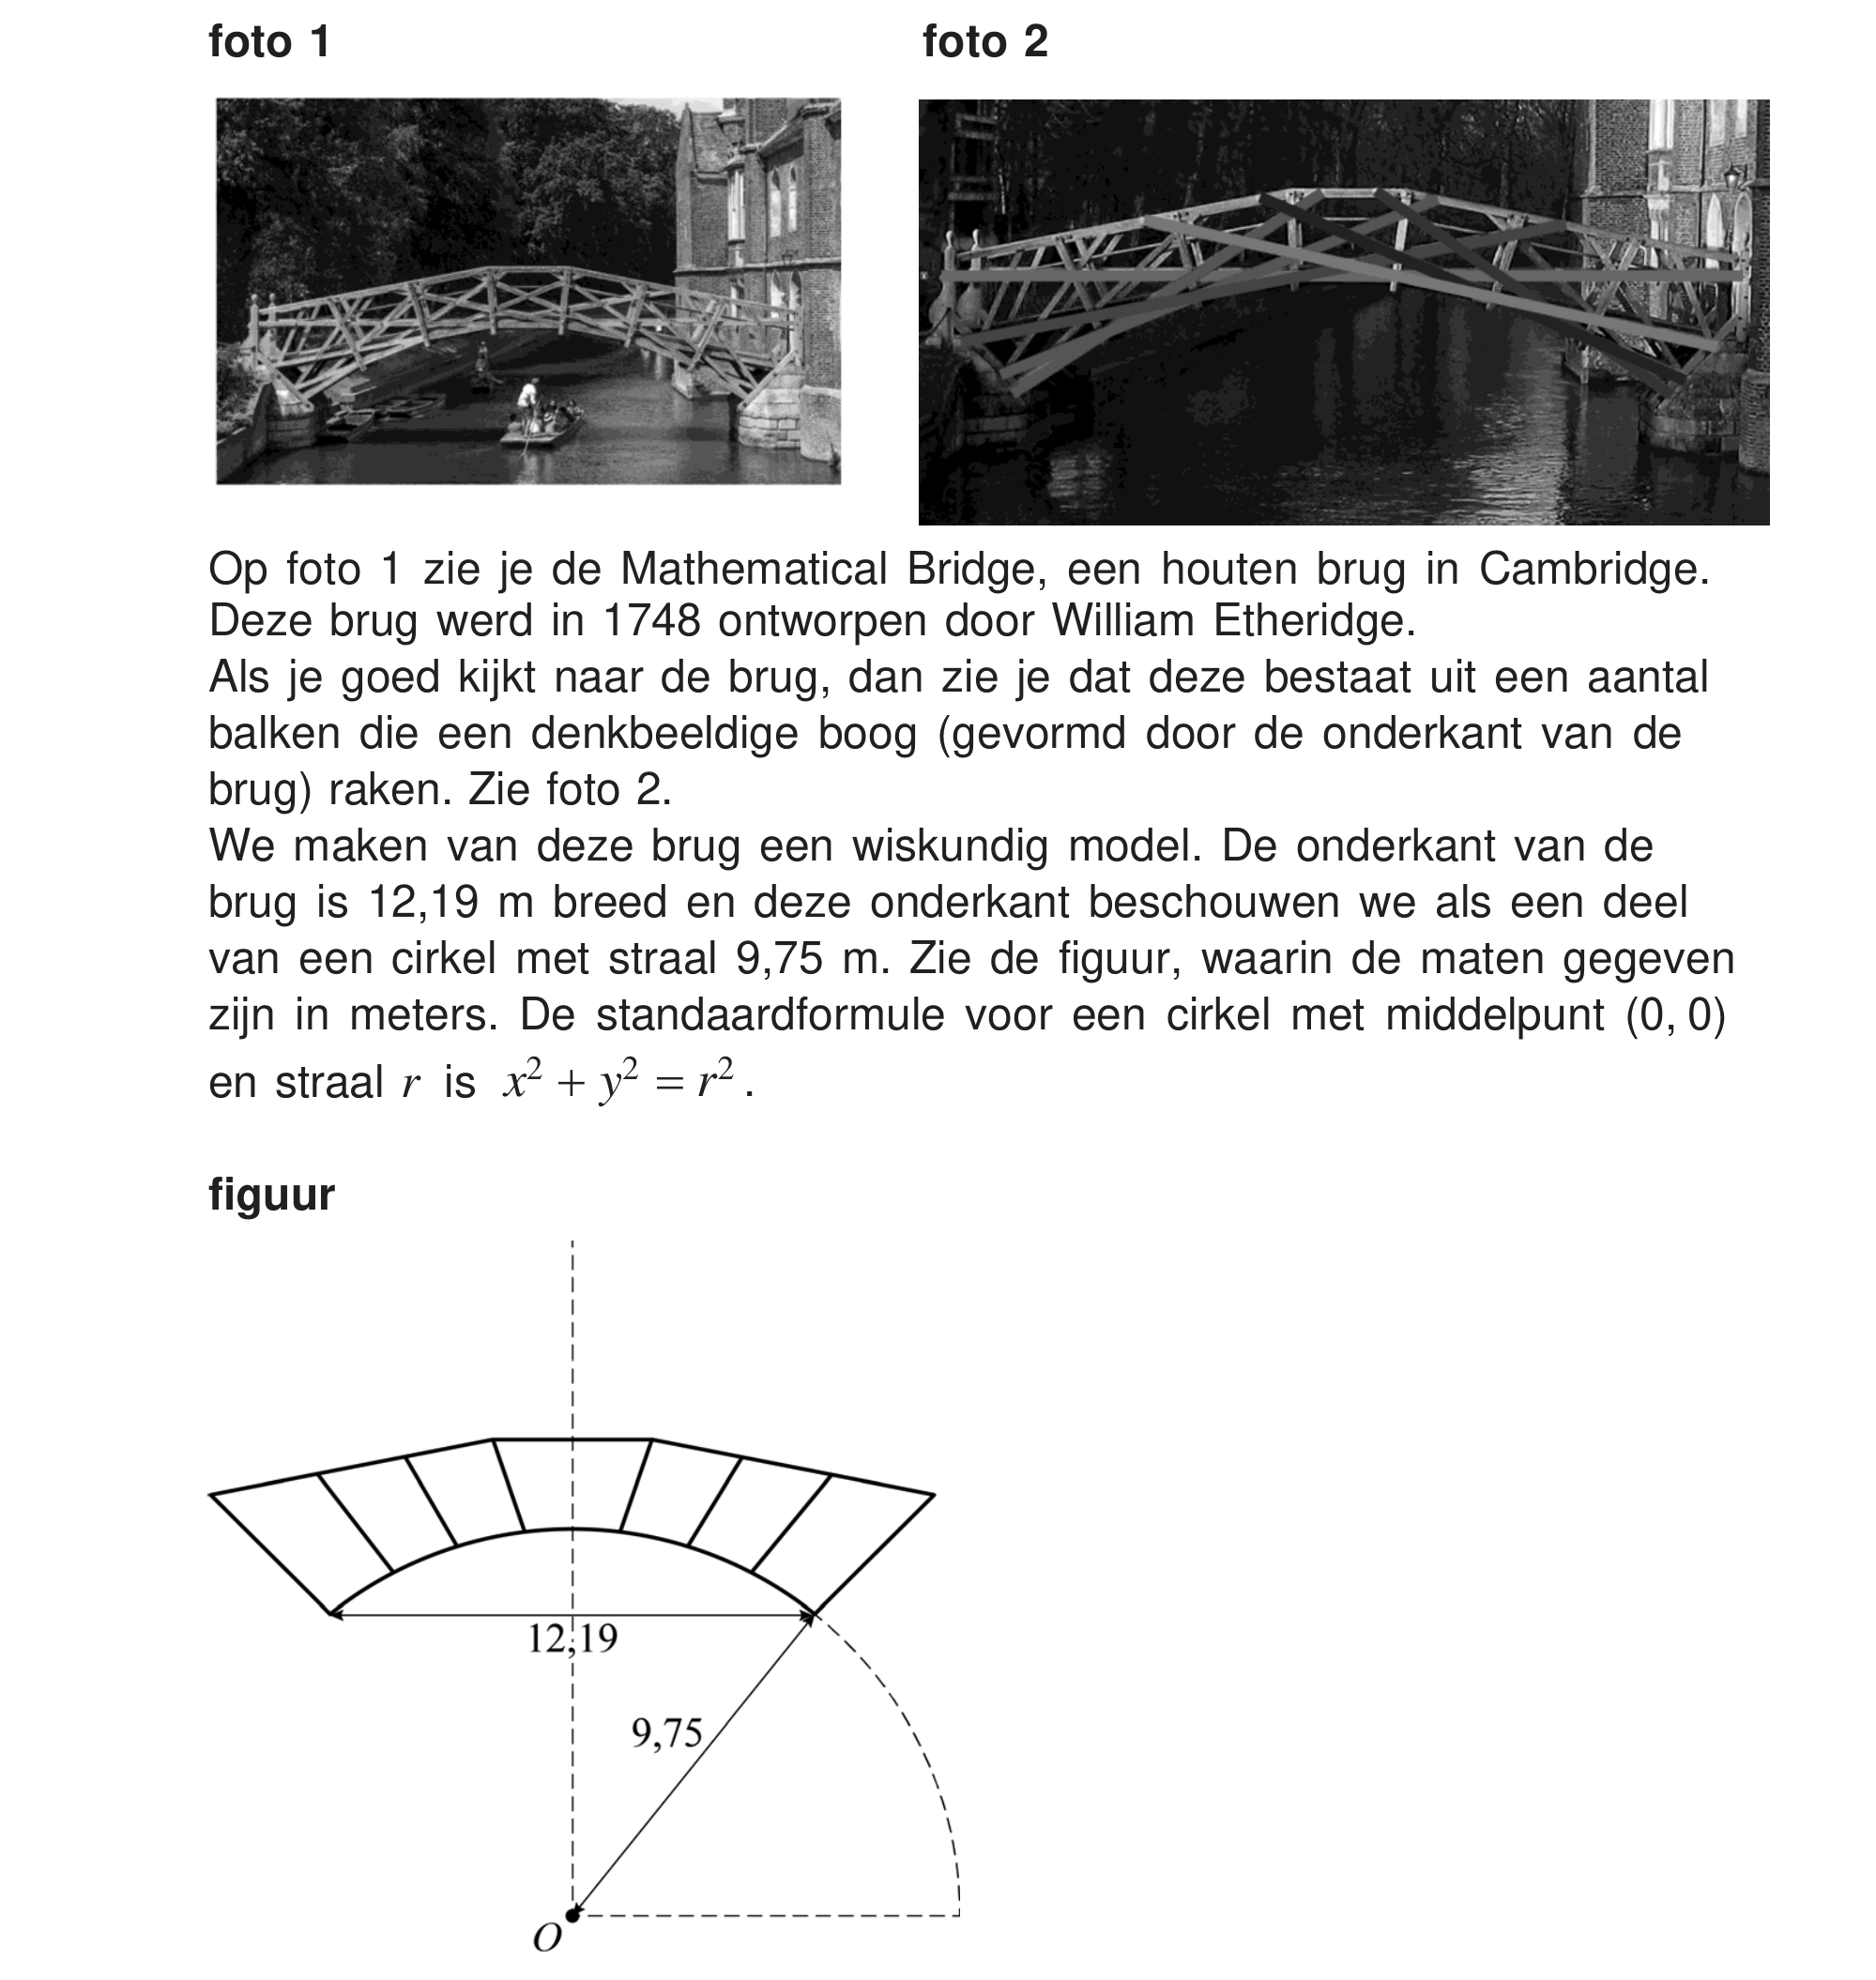 foto 1
foto 2
Op foto 1 zie je de Mathematical Bridge, een houten brug in Cambridge.
Deze brug werd in 1748 ontworpen door William Etheridge.
Als je goed kijkt naar de brug, dan zie je dat deze bestaat uit een aantal
balken die een denkbeeldige boog (gevormd door de onderkant van de
brug) raken. Zie foto 2.
We maken van deze brug een wiskundig model. De onderkant van de
brug is 12,19 m breed en deze onderkant beschouwen we als een deel
van een cirkel met straal 9,75 m. Zie de figuur, waarin de maten gegeven
zijn in meters. De standaardformule voor een cirkel met middelpunt (0, 0)
en straal r is x² + y² = r².
figuur
12,19
9,75
O